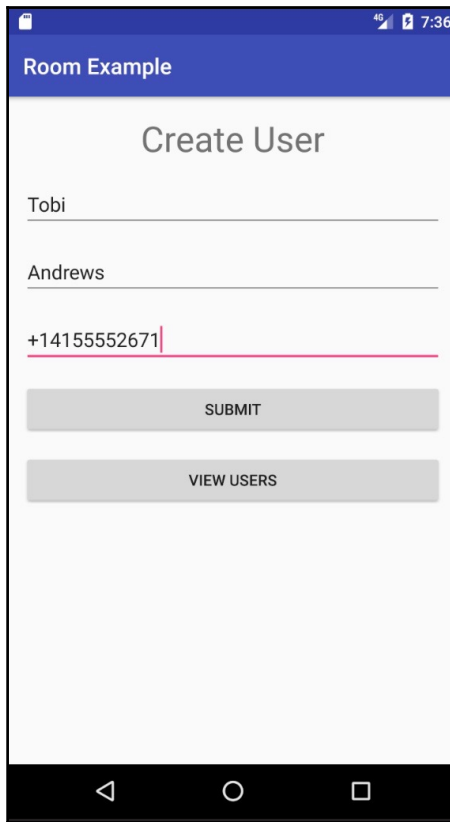 4G 7:36
Room Example
Create User
Tobi
Andrews
+14155552671
SUBMIT
VIEW USERS